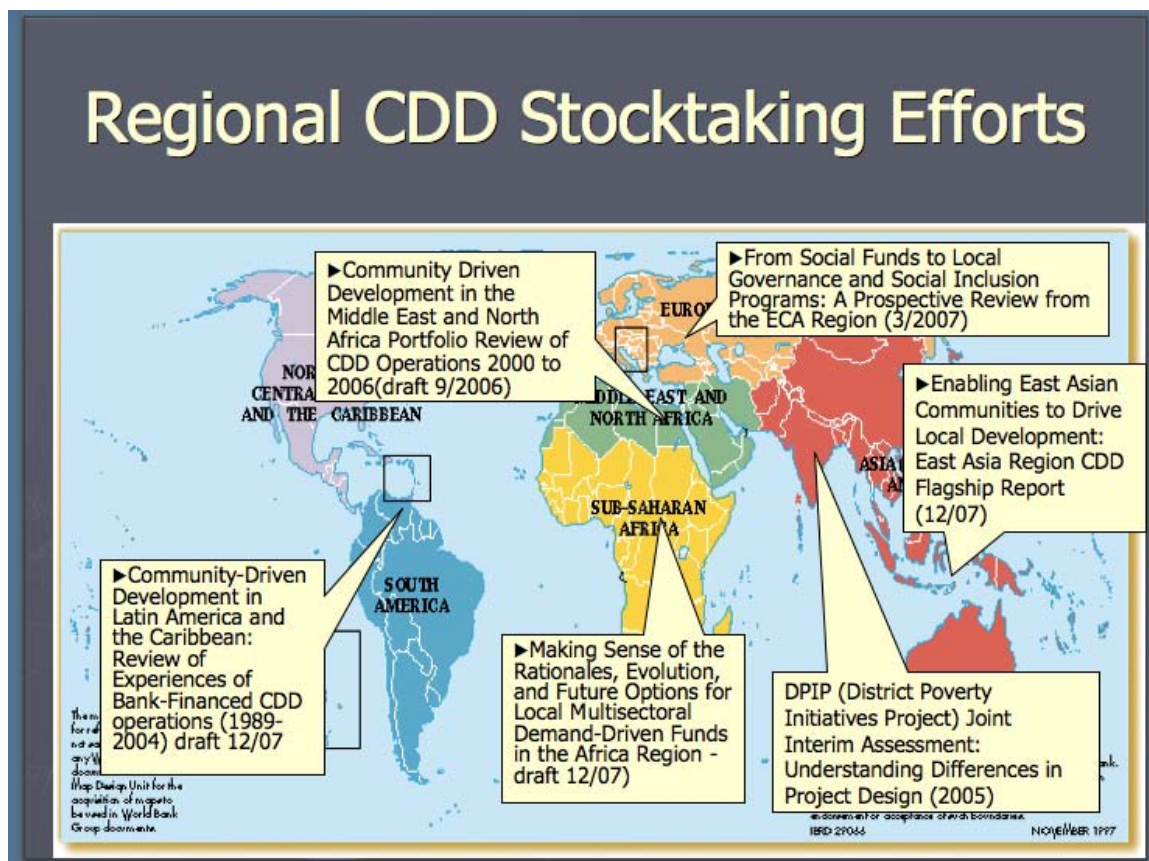 Regional CDD Stocktaking Efforts
►Community Driven
Development in the
Middle East and North
Africa Portfolio Review of
CDD Operations 2000 to
2006(draft 9/2006)
►From Social Funds to Local
Governance and Social Inclusion
Programs: A Prospective Review from
the ECA Region (3/2007)
►Enabling East Asian
Communities to Drive
Local Development:
East Asia Region CDD
Flagship Report
(12/07)
AND THE CARIBBEAN
EAST AND
NORTH AFRICA
SUB-SAHARAN
AFRICA
SOUTH
AMERICA
►Community-Driven
Development in
Latin America and
the Caribbean:
Review of
Experiences of
Bank-Financed CDD
operations (1989-
2004) draft 12/07
►Making Sense of the
Rationales, Evolution,
and Future Options for
Local Multisectoral
Demand-Driven Funds
in the Africa Region -
draft 12/07)
DPIP (District Poverty
Initiatives Project) Joint
Interim Assessment:
Understanding Differences in
Project Design (2005)
Map Design Unit for the
acquisition of maps to
be used in World Bank
Group documents.
endorsement or acceptance of such boundaries.
IBRD 29066
NOVEMBER 1997